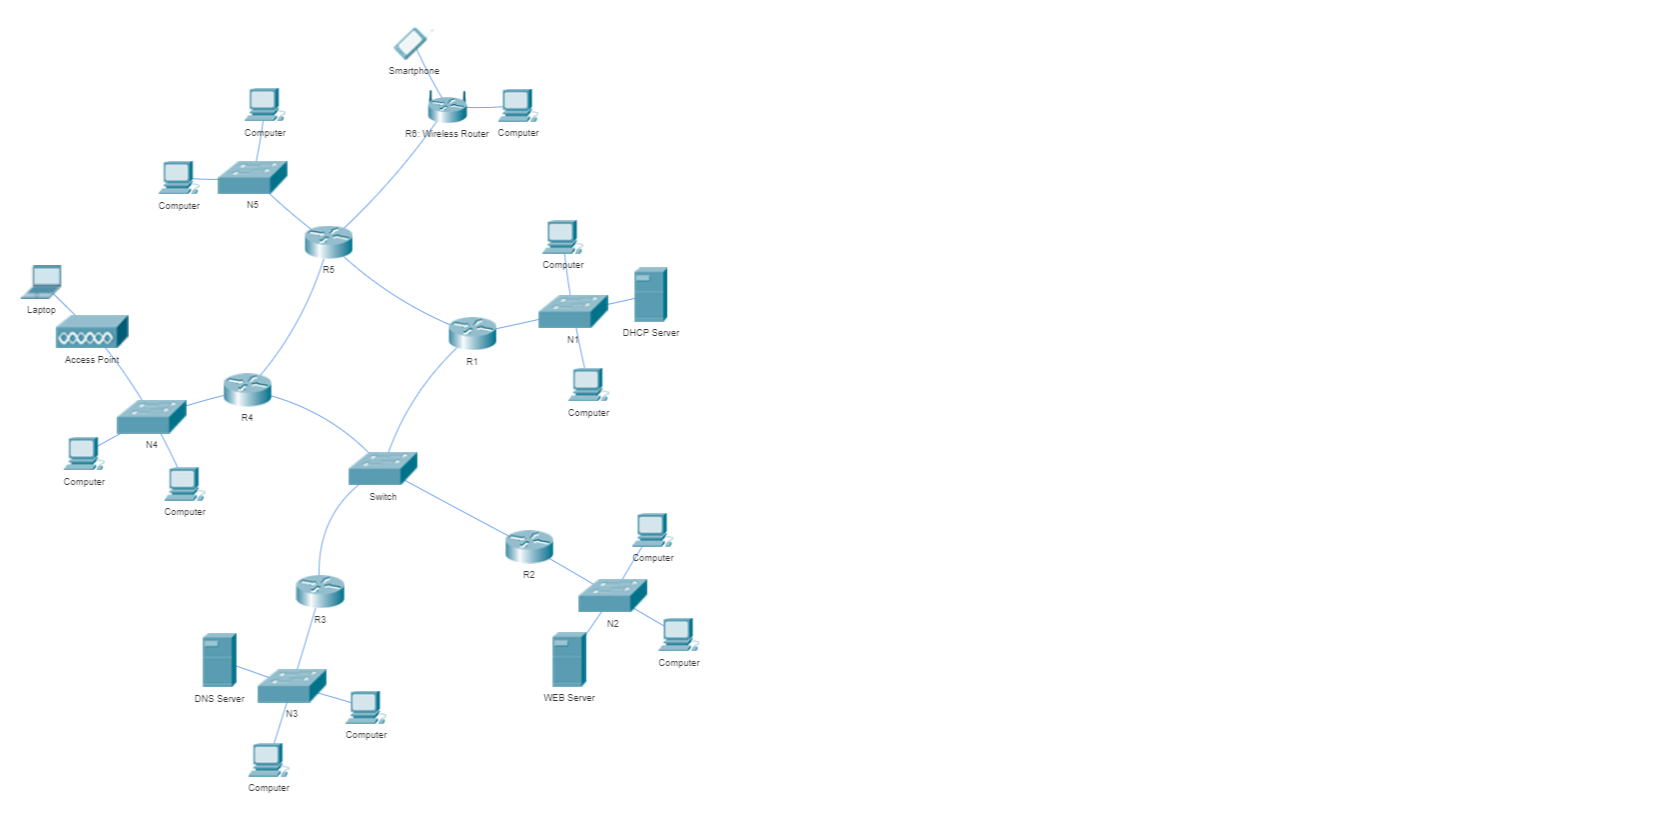 Smartphone
Computer
R6: Wireless Router
Computer
Computer
N5
Computer
R5
Laptop
DHCP Server
N1
Access Point
R1
Computer
R4
N4
Computer
Switch
Computer
Computer
R2
R3
N2
Computer
DNS Server
WEB Server
N3
Computer
Computer